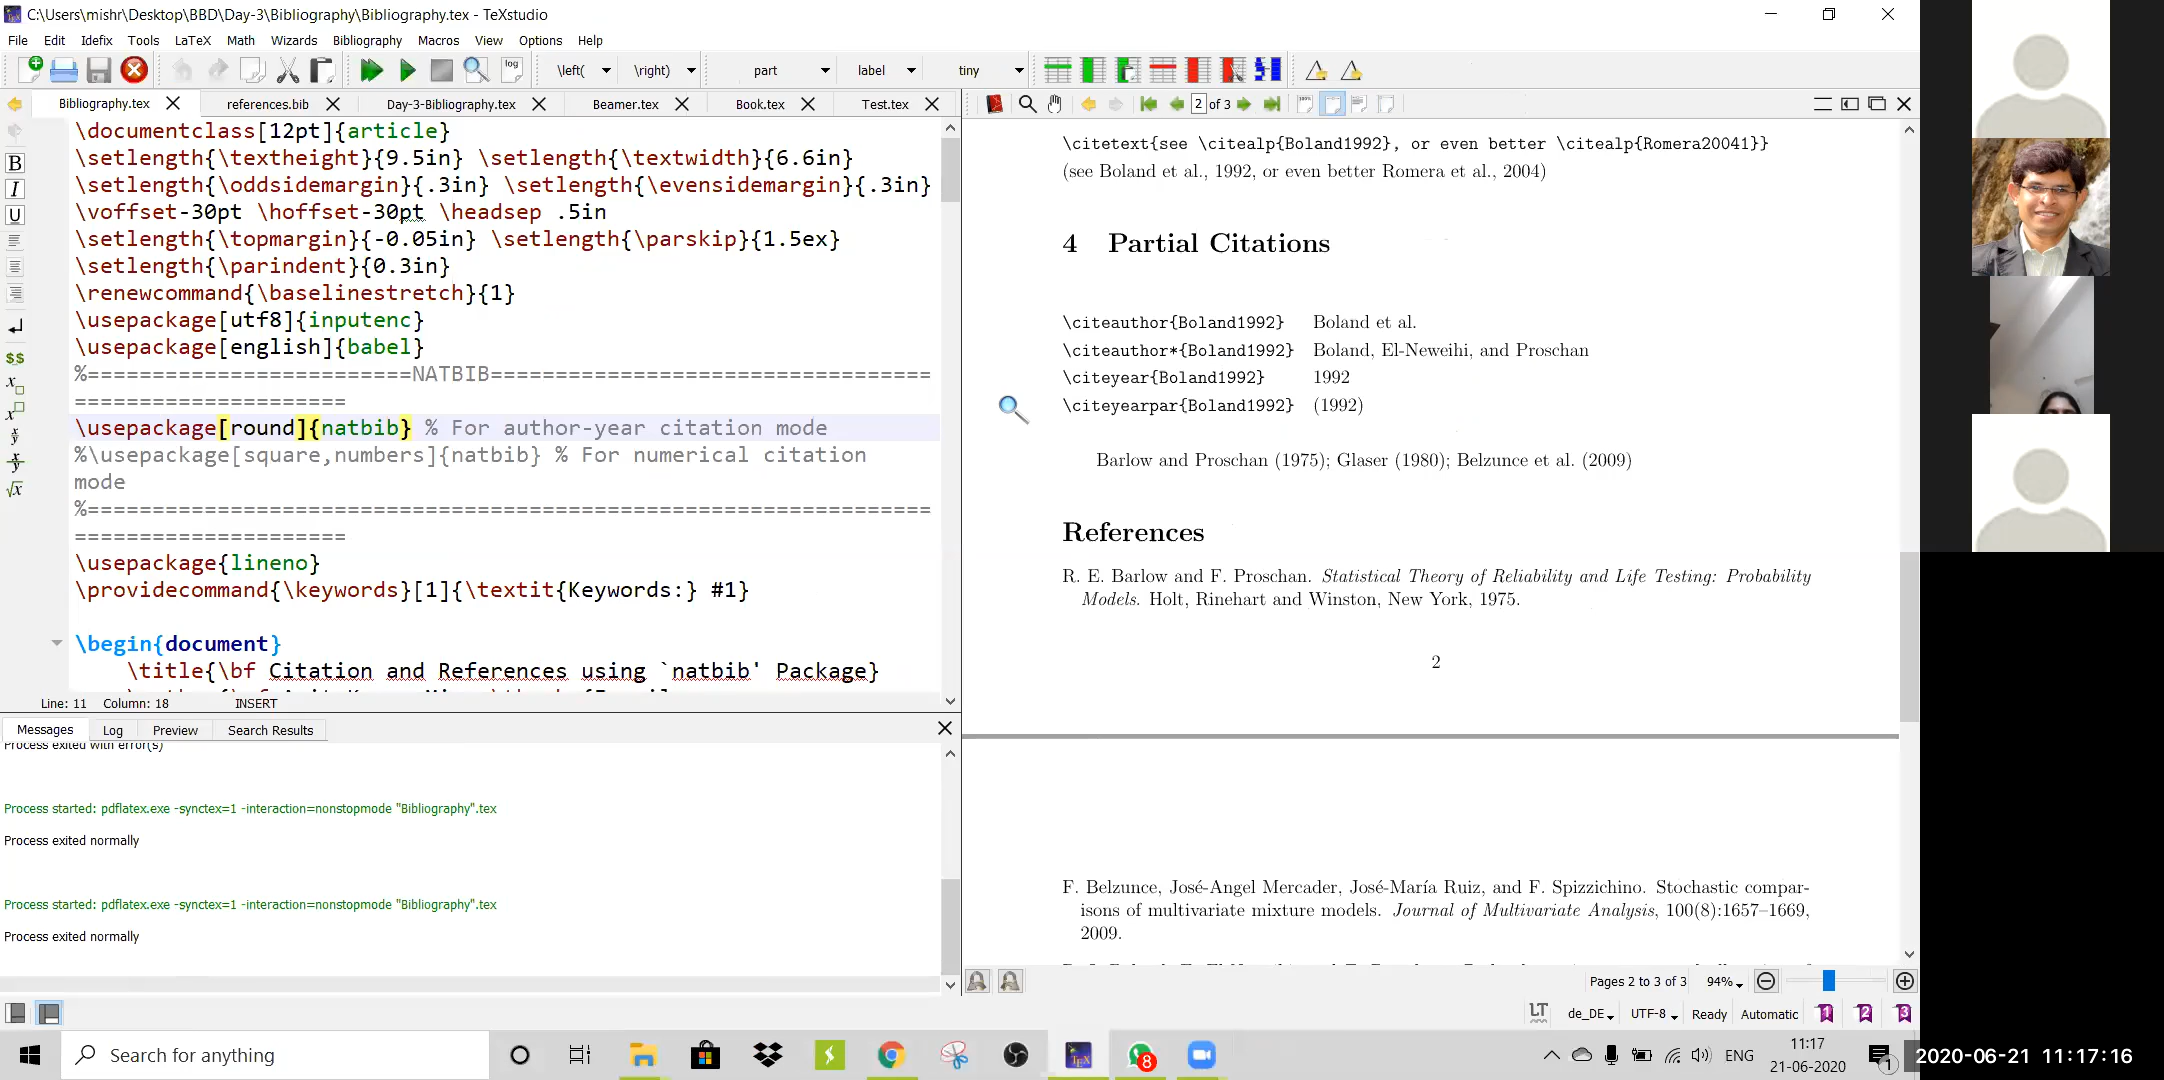 C:\Users\mishr\Desktop\BBD\Day-3\Bibliography\Bibliography.tex - TeXstudio
File Edit Idefix Tools LaTeX Math Wizards Bibliography Macros View Options Help
log \left( \right) part label tiny
Bibliography.tex references.bib Day-3-Bibliography.tex Beamer.tex Book.tex Test.tex
2 of 3
\documentclass[12pt]{article}
\setlength{\textheight}{9.5in} \setlength{\textwidth}{6.6in}
\setlength{\oddsidemargin}{.3in} \setlength{\evensidemargin}{.3in}
\voffset-30pt \hoffset-30pt \headsep .5in
\setlength{\topmargin}{-0.05in} \setlength{\parskip}{1.5ex}
\setlength{\parindent}{0.3in}
\renewcommand{\baselinestretch}{1}
\usepackage[utf8]{inputenc}
\usepackage[english]{babel}
%=========================NATBIB==================================
=====================
\usepackage[round]{natbib} % For author-year citation mode
%\usepackage[square,numbers]{natbib} % For numerical citation
mode
%=================================================================
=====================
\usepackage{lineno}
\providecommand{\keywords}[1]{\textit{Keywords:} #1}
\begin{document}
\title{\bf Citation and References using `natbib' Package}
Line: 11 Column: 18 INSERT
Messages Log Preview Search Results
Process exited with error(s)
Process started: pdflatex.exe -synctex=1 -interaction=nonstopmode "Bibliography".tex
Process exited normally
Process started: pdflatex.exe -synctex=1 -interaction=nonstopmode "Bibliography".tex
Process exited normally
\citetext{see \citealp{Boland1992}, or even better \citealp{Romera20041}}
(see Boland et al., 1992, or even better Romera et al., 2004)
4 Partial Citations
\citeauthor{Boland1992} Boland et al.
\citeauthor*{Boland1992} Boland, El-Neweihi, and Proschan
\citeyear{Boland1992} 1992
\citeyearpar{Boland1992} (1992)
Barlow and Proschan (1975); Glaser (1980); Belzunce et al. (2009)
References
R. E. Barlow and F. Proschan. Statistical Theory of Reliability and Life Testing: Probability
Models. Holt, Rinehart and Winston, New York, 1975.
2
F. Belzunce, José-Angel Mercader, José-María Ruiz, and F. Spizzichino. Stochastic compar-
isons of multivariate mixture models. Journal of Multivariate Analysis, 100(8):1657–1669,
2009.
Pages 2 to 3 of 3 94%
LT de_DE UTF-8 Ready Automatic 1 2 3
Search for anything
8
ENG
11:17
21-06-2020
1
2020-06-21 11:17:16